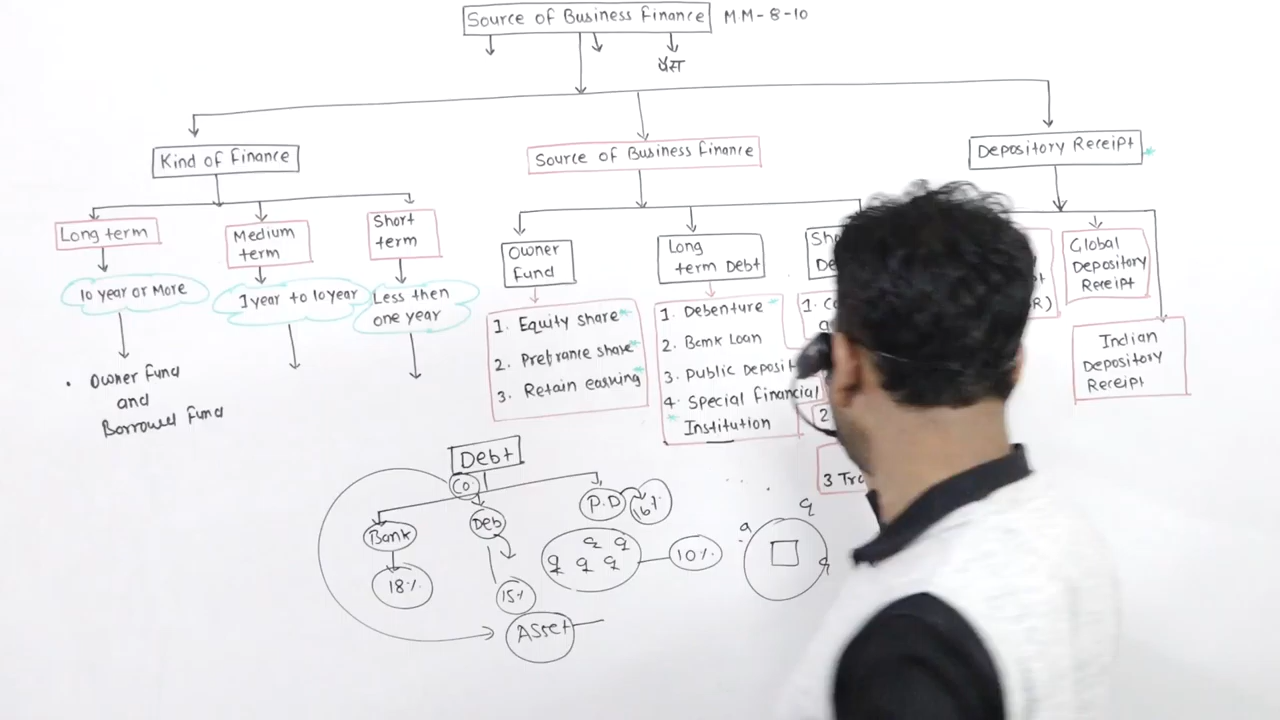 Source of Business Finance
M.M-8-10
पैसा
Kind of Finance
Source of Business Finance
Depository Receipt
Long term
Medium
term
Short
term
10 year or More
1 year to 10 year
Less then
one year
• Owner Fund
and
Borrowed Fund
Owner
Fund
1. Equity share
2. Prefrance share
3. Retain earning
Long
term Debt
1. Debenture
2. Bank Loan
3. Public Deposit
4. Special Financial
Institution
1.
2
3
Global
Depository
Receipt
Indian
Depository
Receipt
Debt
Co.
Bank
18%
Deb
15%
P.D
16%
10%
Asset